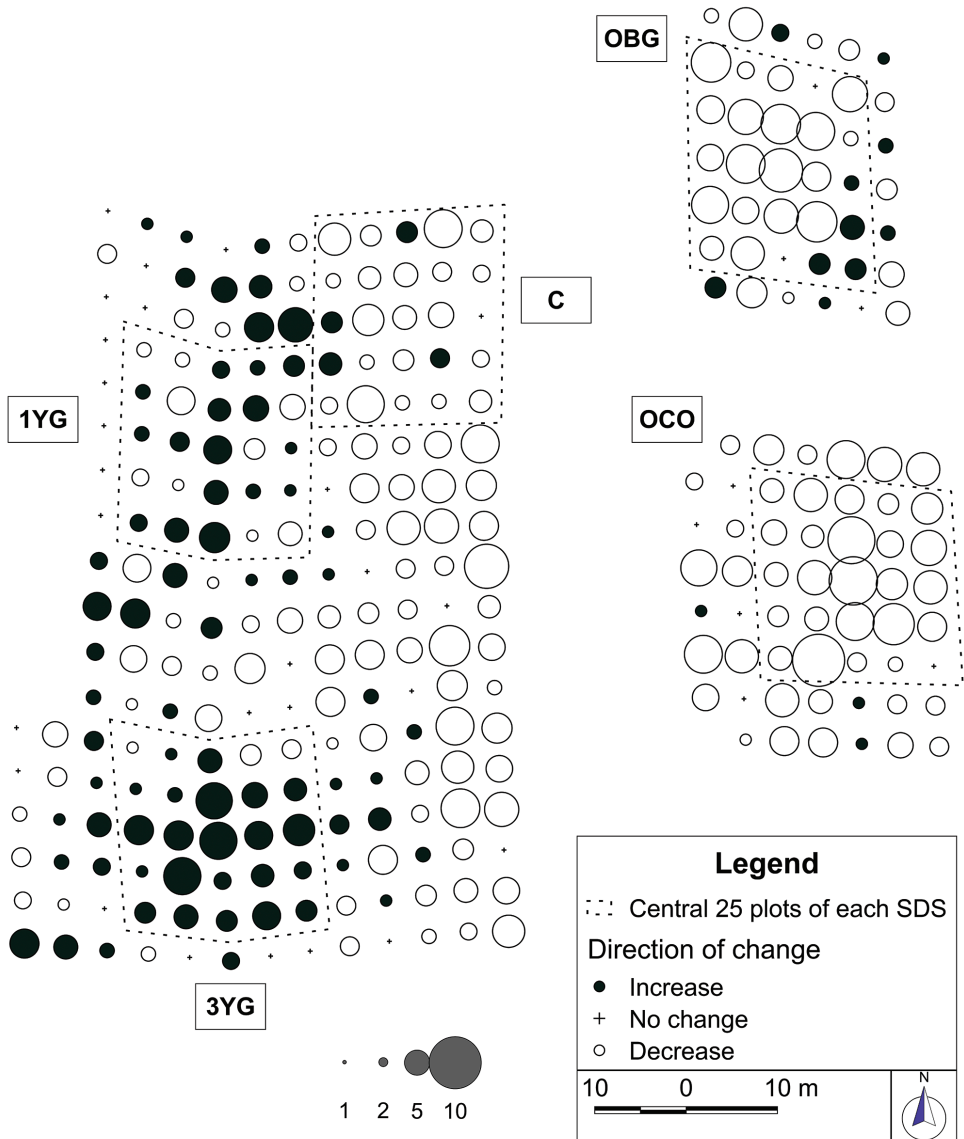 OBG
C
1YG
OCO
3YG
1 2 5 10
Legend
Central 25 plots of each SDS
Direction of change
Increase
No change
Decrease
10 0 10 m
N